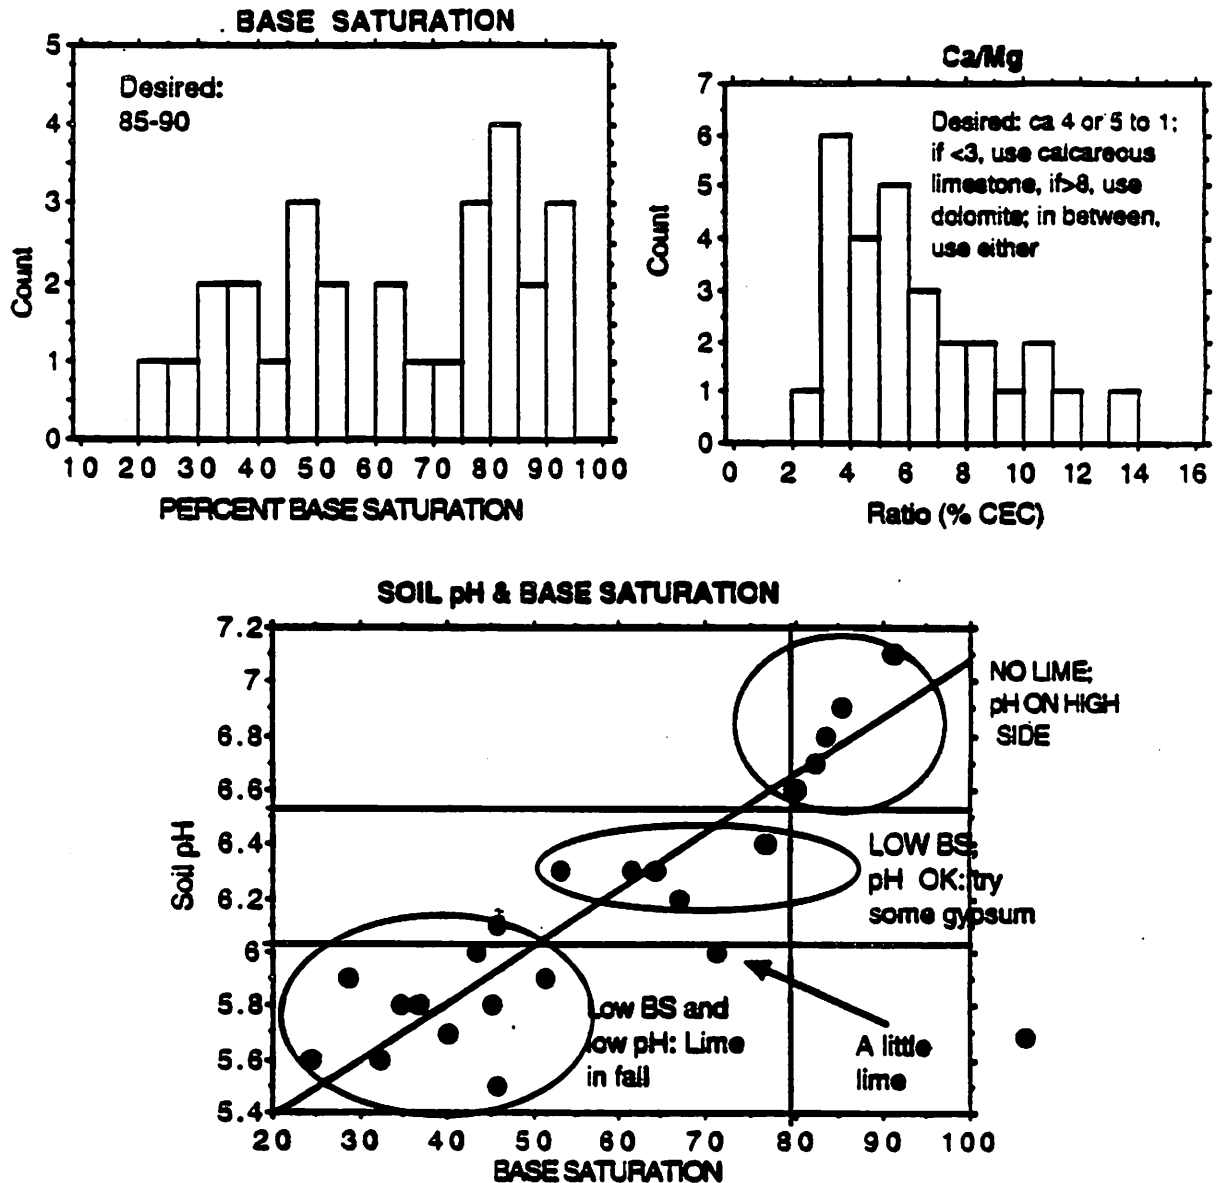 BASE SATURATION
5
4
3
2
1
0
Count
Desired:
85-90
10 20 30 40 50 60 70 80 90 100
PERCENT BASE SATURATION
Ca/Mg
7
6
5
4
3
2
1
0
Count
Desired: ca 4 or 5 to 1;
if <3, use calcareous
limestone, if>8, use
dolomite; in between,
use either
0 2 4 6 8 10 12 14 16
Ratio (% CEC)
SOIL pH & BASE SATURATION
7.2
7
6.8
6.6
6.4
6.2
6
5.8
5.6
5.4
Soil pH
NO LIME;
pH ON HIGH
SIDE
LOW BS;
pH OK: try
some gypsum
Low BS and
low pH: Lime
in fall
A little
lime
20 30 40 50 60 70 80 90 100
BASE SATURATION